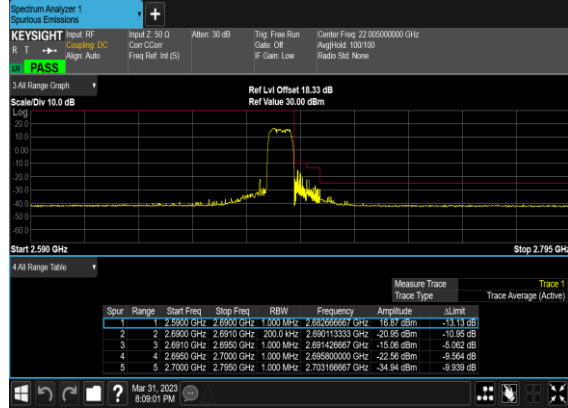 Spectrum Analyzer 1
Spurious Emissions
KEYSIGHT Input: RF Input Z: 50 Ω Atten: 30 dB Trig: Free Run Center Freq: 22.005000000 GHz
R T Coupling: DC Corr CCorr Gate: Off Avg|Hold: 100/100
Align: Auto Freq Ref: Int (S) IF Gain: Low Radio Std: None
LW PASS
3 All Range Graph
Ref Lvl Offset 18.33 dB
Scale/Div 10.0 dB Ref Value 30.00 dBm
Log
20.0
10.0
0.00
-10.0
-20.0
-30.0
-40.0
-50.0
-60.0
Start 2.590 GHz Stop 2.795 GHz
4 All Range Table
Measure Trace Trace 1
Trace Type Trace Average (Active)
Spur Range Start Freq Stop Freq RBW Frequency Amplitude ΔLimit
1 1 2.5900 GHz 2.6900 GHz 1.000 MHz 2.682666667 GHz 16.87 dBm -13.13 dB
2 2 2.6900 GHz 2.6910 GHz 200.0 kHz 2.690113333 GHz -20.95 dBm -10.95 dB
3 3 2.6910 GHz 2.6950 GHz 1.000 MHz 2.691426667 GHz -15.06 dBm -5.062 dB
4 4 2.6950 GHz 2.7000 GHz 1.000 MHz 2.695800000 GHz -22.56 dBm -9.564 dB
5 5 2.7000 GHz 2.7950 GHz 1.000 MHz 2.703166667 GHz -34.94 dBm -9.939 dB
? Mar 31, 2023
8:09:01 PM